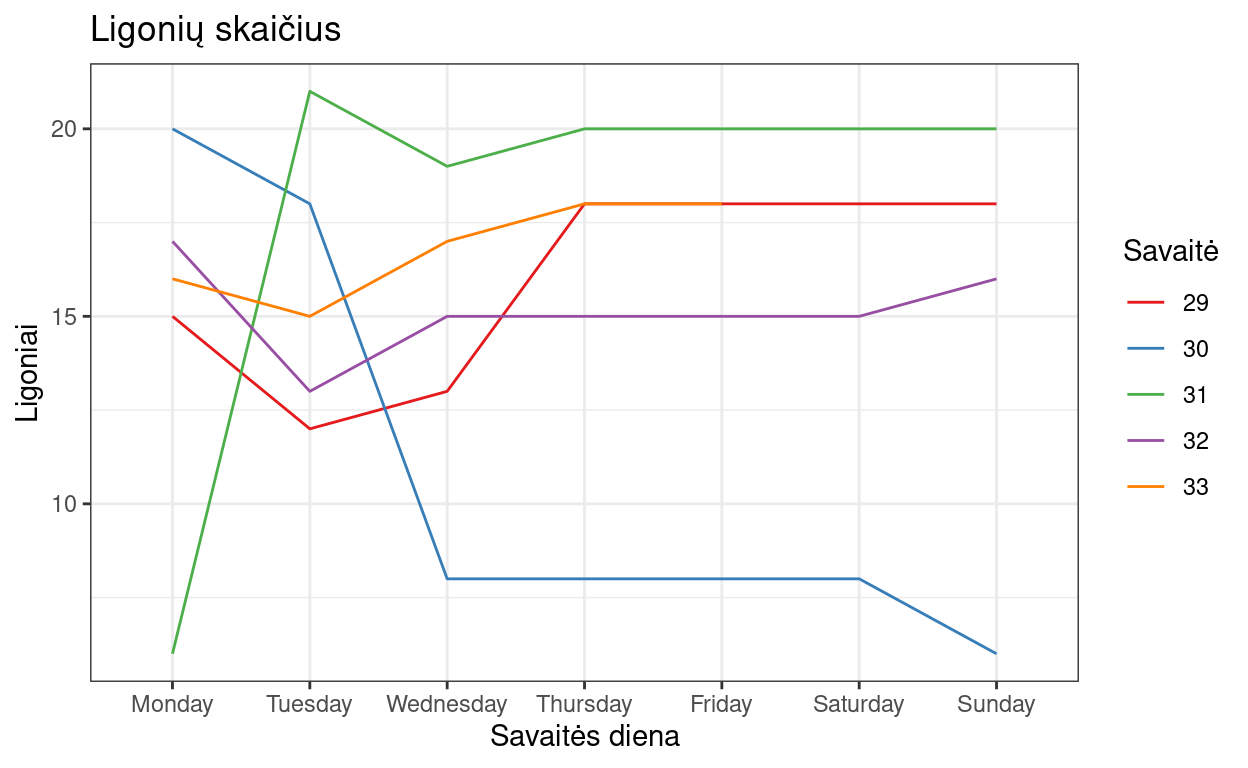 Ligonių skaičius
Ligoniai
20
15
10
Monday Tuesday Wednesday Thursday Friday Saturday Sunday
Savaitės diena
Savaitė
29
30
31
32
33